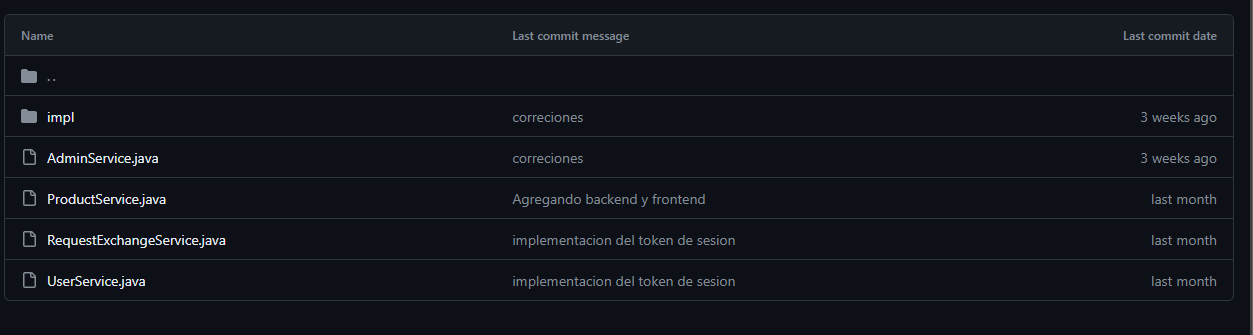 Name Last commit message Last commit date
..
impl correciones 3 weeks ago
AdminService.java correciones 3 weeks ago
ProductService.java Agregando backend y frontend last month
RequestExchangeService.java implementacion del token de sesion last month
UserService.java implementacion del token de sesion last month